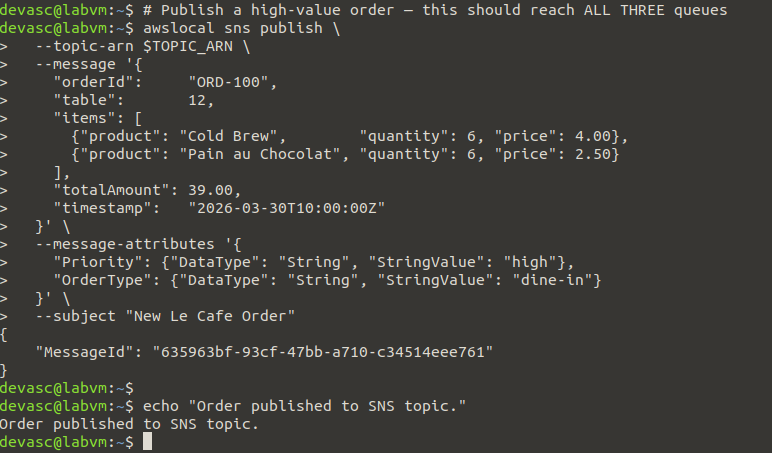 devasc@labvm:~$ # Publish a high-value order — this should reach ALL THREE queues
devasc@labvm:~$ awslocal sns publish \
>   --topic-arn $TOPIC_ARN \
>   --message '{
>     "orderId":     "ORD-100",
>     "table":       12,
>     "items": [
>       {"product": "Cold Brew",        "quantity": 6, "price": 4.00},
>       {"product": "Pain au Chocolat", "quantity": 6, "price": 2.50}
>     ],
>     "totalAmount": 39.00,
>     "timestamp":   "2026-03-30T10:00:00Z"
>   }' \
>   --message-attributes '{
>     "Priority": {"DataType": "String", "StringValue": "high"},
>     "OrderType": {"DataType": "String", "StringValue": "dine-in"}
>   }' \
>   --subject "New Le Cafe Order"
{
    "MessageId": "635963bf-93cf-47bb-a710-c34514eee761"
}
devasc@labvm:~$
devasc@labvm:~$ echo "Order published to SNS topic."
Order published to SNS topic.
devasc@labvm:~$